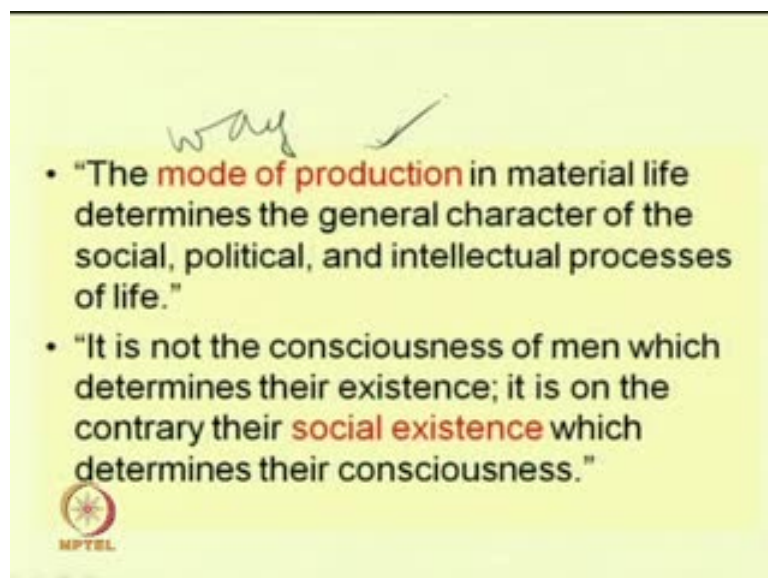 way
• “The mode of production in material life
determines the general character of the
social, political, and intellectual processes
of life.”
• “It is not the consciousness of men which
determines their existence; it is on the
contrary their social existence which
determines their consciousness.”
NPTEL